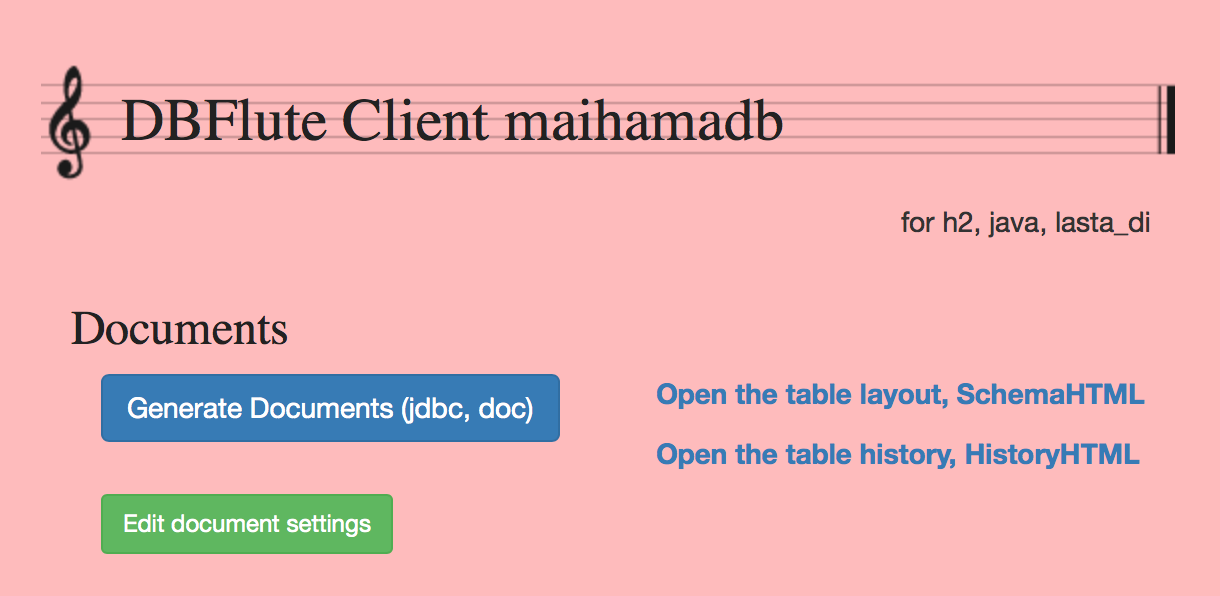 DBFlute Client maihamadb
for h2, java, lasta_di
Documents
Generate Documents (jdbc, doc)
Open the table layout, SchemaHTML
Open the table history, HistoryHTML
Edit document settings